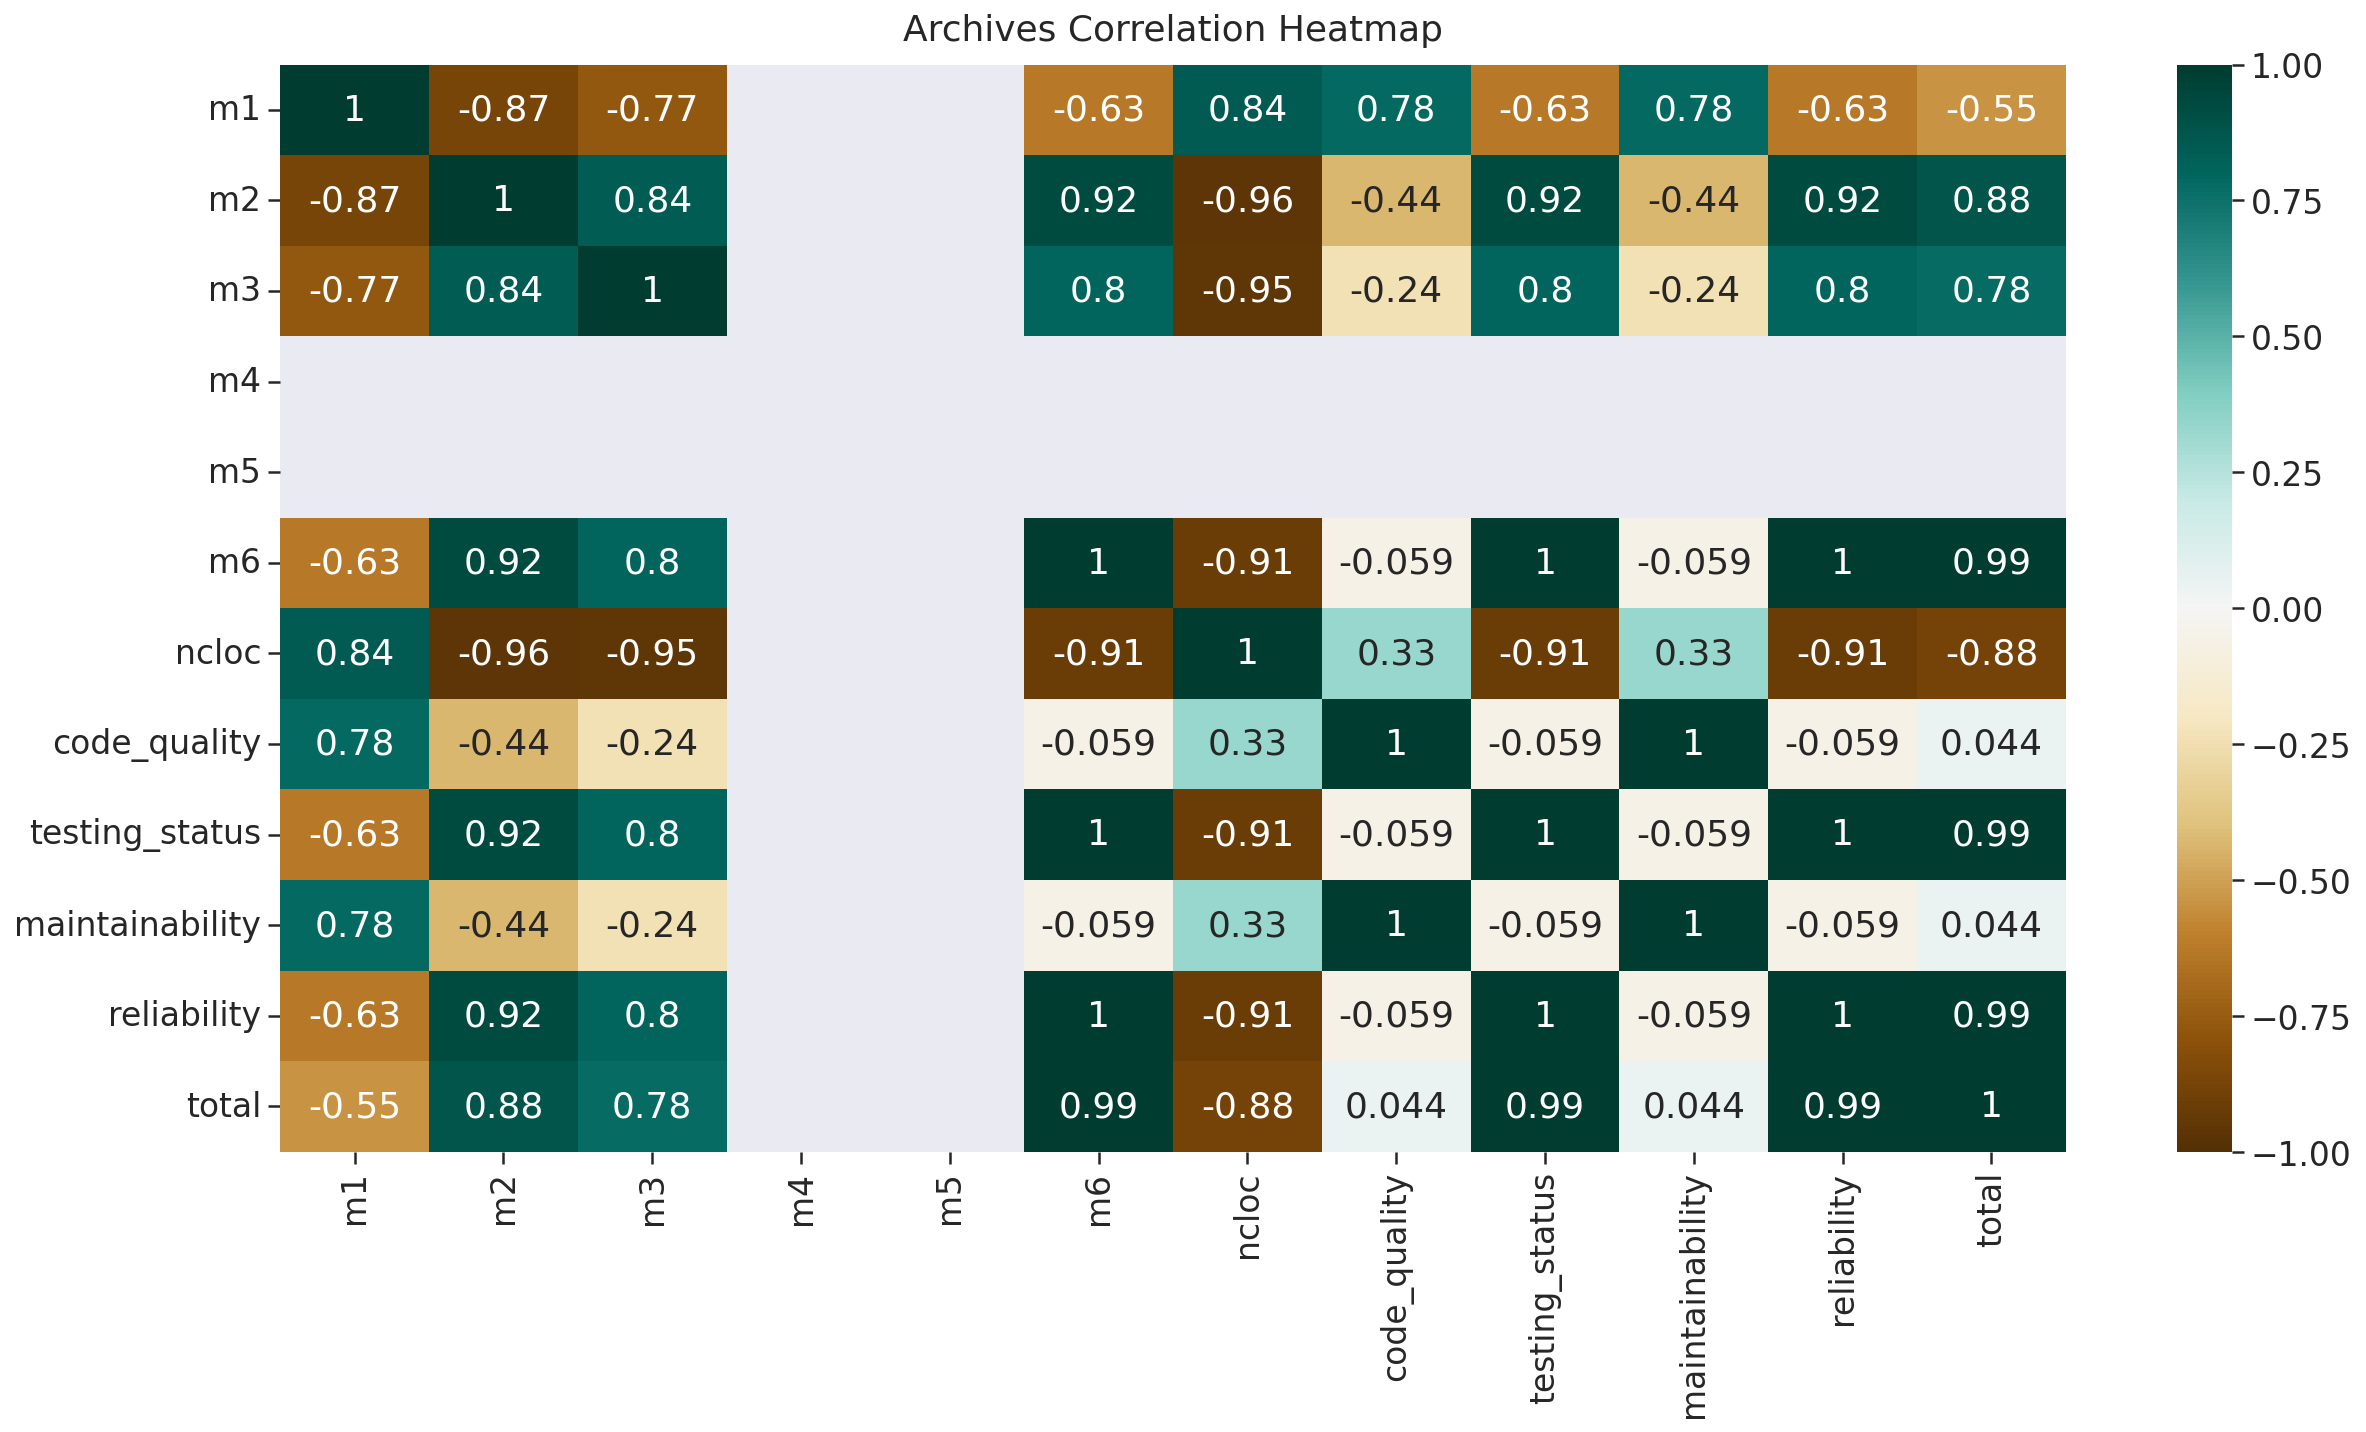 Archives Correlation Heatmap
m1 1 -0.87 -0.77 -0.63 0.84 0.78 -0.63 0.78 -0.63 -0.55
m2 -0.87 1 0.84 0.92 -0.96 -0.44 0.92 -0.44 0.92 0.88
m3 -0.77 0.84 1 0.8 -0.95 -0.24 0.8 -0.24 0.8 0.78
m4
m5
m6 -0.63 0.92 0.8 1 -0.91 -0.059 1 -0.059 1 0.99
ncloc 0.84 -0.96 -0.95 -0.91 1 0.33 -0.91 0.33 -0.91 -0.88
code_quality 0.78 -0.44 -0.24 -0.059 0.33 1 -0.059 1 -0.059 0.044
testing_status -0.63 0.92 0.8 1 -0.91 -0.059 1 -0.059 1 0.99
maintainability 0.78 -0.44 -0.24 -0.059 0.33 1 -0.059 1 -0.059 0.044
reliability -0.63 0.92 0.8 1 -0.91 -0.059 1 -0.059 1 0.99
total -0.55 0.88 0.78 0.99 -0.88 0.044 0.99 0.044 0.99 1
m1 m2 m3 m4 m5 m6 ncloc code_quality testing_status maintainability reliability total
1.00
0.75
0.50
0.25
0.00
−0.25
−0.50
−0.75
−1.00